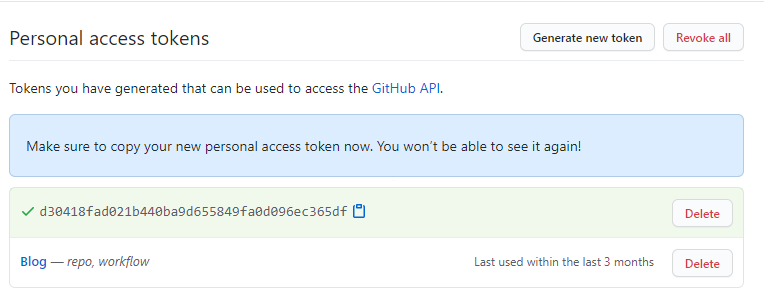 Personal access tokens
Generate new token
Revoke all
Tokens you have generated that can be used to access the GitHub API.
Make sure to copy your new personal access token now. You won't be able to see it again!
d30418fad021b440ba9d655849fa0d096ec365df
Delete
Blog — repo, workflow
Last used within the last 3 months
Delete